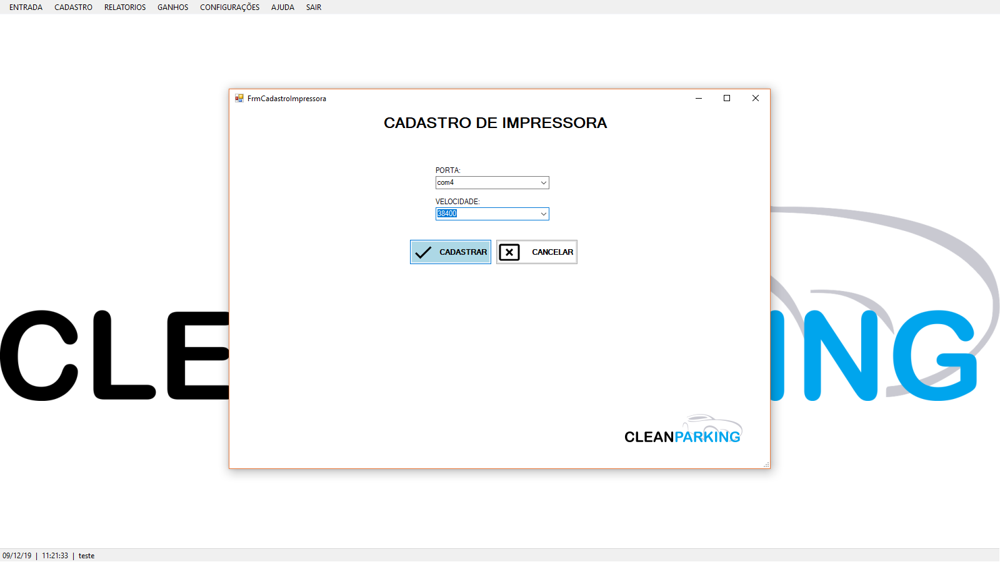 ENTRADA CADASTRO RELATORIOS GANHOS CONFIGURAÇÕES AJUDA SAIR
FrmCadastroImpressora
CADASTRO DE IMPRESSORA
PORTA:
com4
VELOCIDADE:
38400
CADASTRAR CANCELAR
CLE ING
CLEANPARKING
09/12/19 | 11:21:33 | teste